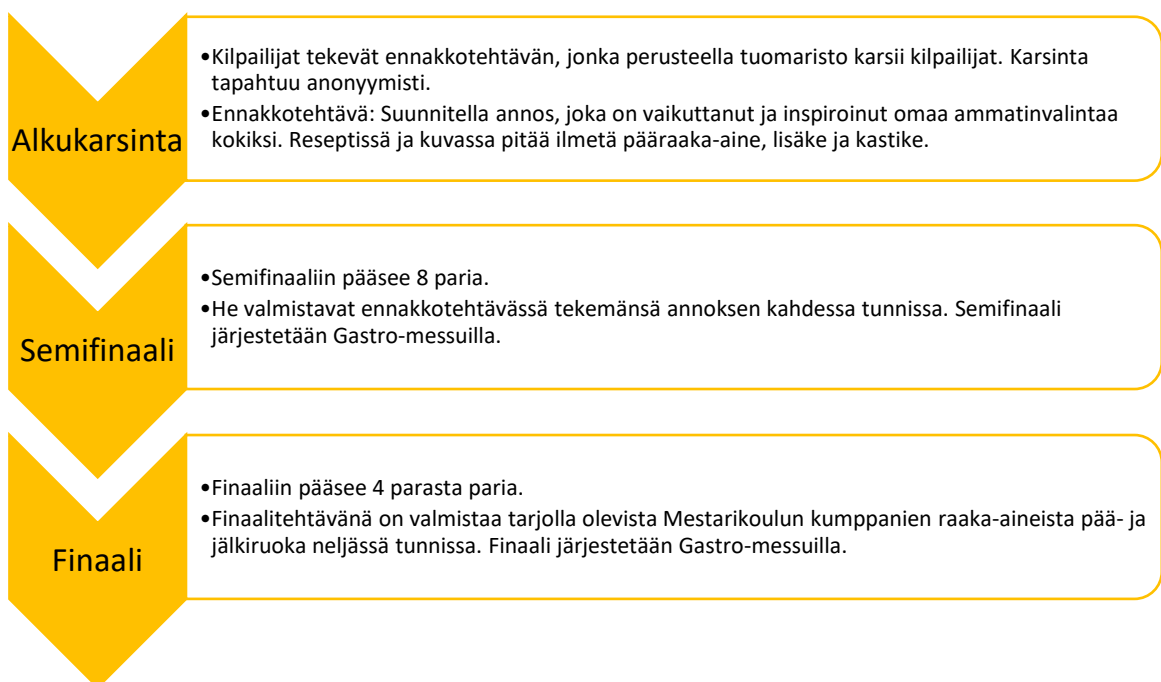 Alkukarsinta
•Kilpailijat tekevät ennakkotehtävän, jonka perusteella tuomaristo karsii kilpailijat. Karsinta
tapahtuu anonyymisti.
•Ennakkotehtävä: Suunnitella annos, joka on vaikuttanut ja inspiroinut omaa ammatinvalintaa
kokiksi. Reseptissä ja kuvassa pitää ilmetä pääraaka-aine, lisäke ja kastike.
Semifinaali
•Semifinaaliin pääsee 8 paria.
•He valmistavat ennakkotehtävässä tekemänsä annoksen kahdessa tunnissa. Semifinaali
järjestetään Gastro-messuilla.
Finaali
•Finaaliin pääsee 4 parasta paria.
•Finaalitehtävänä on valmistaa tarjolla olevista Mestarikoulun kumppanien raaka-aineista pää- ja
jälkiruoka neljässä tunnissa. Finaali järjestetään Gastro-messuilla.